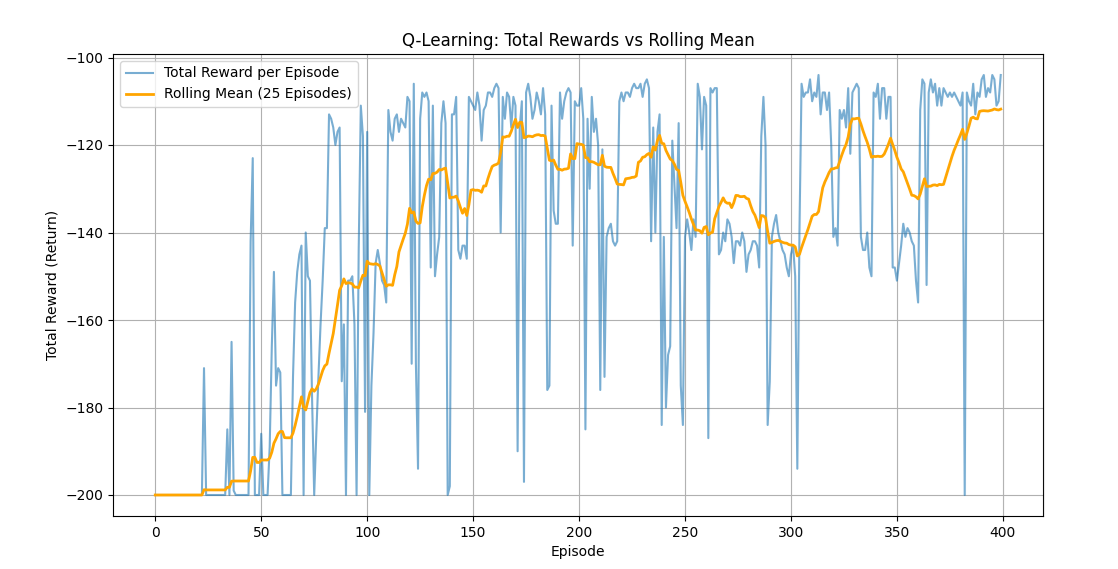 Q-Learning: Total Rewards vs Rolling Mean
Total Reward per Episode
Rolling Mean (25 Episodes)
Total Reward (Return)
−100
−120
−140
−160
−180
−200
0 50 100 150 200 250 300 350 400
Episode